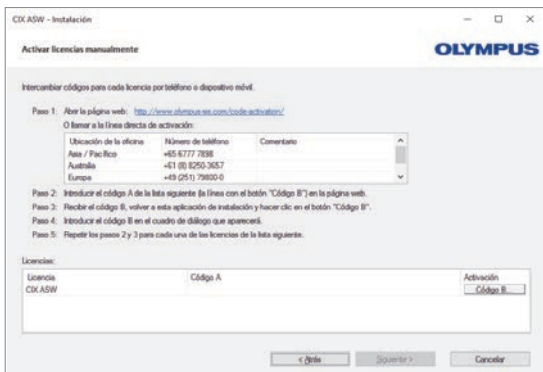 CIX ASW - Instalación
Activar licencias manualmente
OLYMPUS
Intercambiar códigos para cada licencia por teléfono o dispositivo móvil.
Paso 1: Abrir la página web: http://www.olympus-sis.com/code-activation/
O llamar a la línea directa de activación:
Ubicación de la oficina Número de teléfono Comentario
Asia / Pacífico +65 6777 7898
Australia +61 (8) 8250-3657
Europa +49 (251) 79800-0
Paso 2: Introducir el código A de la lista siguiente (la línea con el botón "Código B") en la página web.
Paso 3: Recibir el código B, volver a esta aplicación de instalación y hacer clic en el botón "Código B".
Paso 4: Introducir el código B en el cuadro de diálogo que aparecerá.
Paso 5: Repetir los pasos 2 y 3 para cada una de las licencias de la lista siguiente.
Licencias:
Licencia Código A Activación
CIX ASW Código B...
< Atrás Siguiente > Cancelar